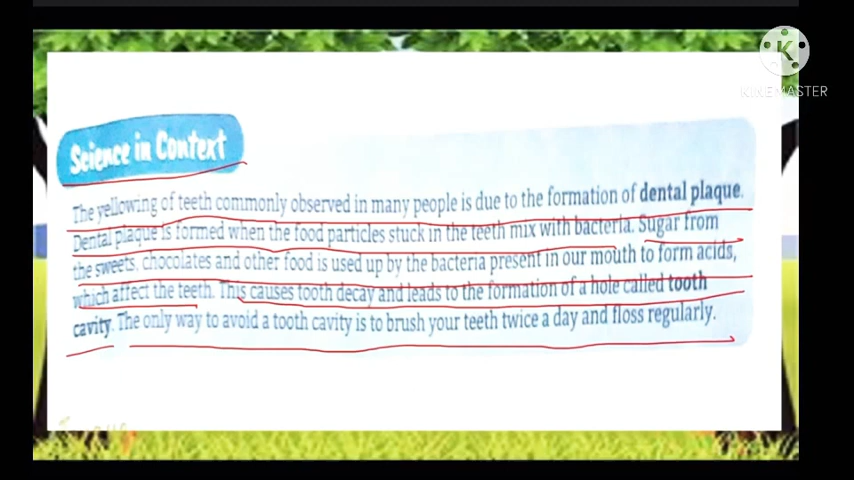 KINEMASTER
Science in Context
The yellowing of teeth commonly observed in many people is due to the formation of dental plaque.
Dental plaque is formed when the food particles stuck in the teeth mix with bacteria. Sugar from
the sweets, chocolates and other food is used up by the bacteria present in our mouth to form acids,
which affect the teeth. This causes tooth decay and leads to the formation of a hole called tooth
cavity. The only way to avoid a tooth cavity is to brush your teeth twice a day and floss regularly.